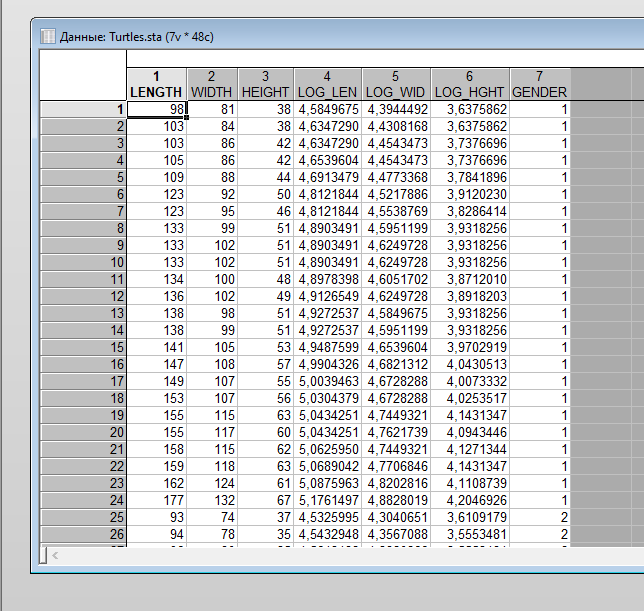 Данные: Turtles.sta (7v * 48c)
1 2 3 4 5 6 7
LENGTH WIDTH HEIGHT LOG_LEN LOG_WID LOG_HGHT GENDER
1 98 81 38 4,5849675 4,3944492 3,6375862 1
2 103 84 38 4,6347290 4,4308168 3,6375862 1
3 103 86 42 4,6347290 4,4543473 3,7376696 1
4 105 86 42 4,6539604 4,4543473 3,7376696 1
5 109 88 44 4,6913479 4,4773368 3,7841896 1
6 123 92 50 4,8121844 4,5217886 3,9120230 1
7 123 95 46 4,8121844 4,5538769 3,8286414 1
8 133 99 51 4,8903491 4,5951199 3,9318256 1
9 133 102 51 4,8903491 4,6249728 3,9318256 1
10 133 102 51 4,8903491 4,6249728 3,9318256 1
11 134 100 48 4,8978398 4,6051702 3,8712010 1
12 136 102 49 4,9126549 4,6249728 3,8918203 1
13 138 98 51 4,9272537 4,5849675 3,9318256 1
14 138 99 51 4,9272537 4,5951199 3,9318256 1
15 141 105 53 4,9487599 4,6539604 3,9702919 1
16 147 108 57 4,9904326 4,6821312 4,0430513 1
17 149 107 55 5,0039463 4,6728288 4,0073332 1
18 153 107 56 5,0304379 4,6728288 4,0253517 1
19 155 115 63 5,0434251 4,7449321 4,1431347 1
20 155 117 60 5,0434251 4,7621739 4,0943446 1
21 158 115 62 5,0625950 4,7449321 4,1271344 1
22 159 118 63 5,0689042 4,7706846 4,1431347 1
23 162 124 61 5,0875963 4,8202816 4,1108739 1
24 177 132 67 5,1761497 4,8828019 4,2046926 1
25 93 74 37 4,5325995 4,3040651 3,6109179 2
26 94 78 35 4,5432948 4,3567088 3,5553481 2